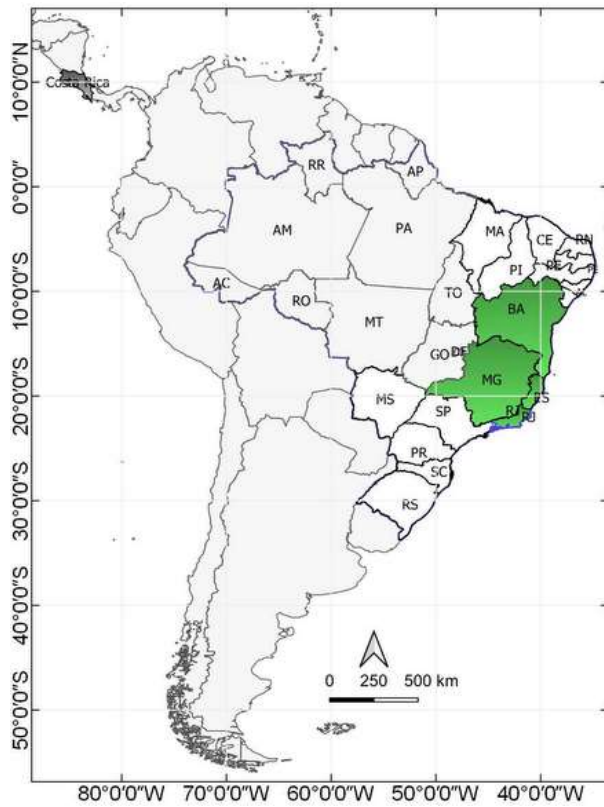 10°0'0"N
Costa Rica
RR
AP
0°0'0"
AM
PA
MA
CE
RN
PI
PE
AC
TO
10°0'0"S
RO
BA
MT
GO
DF
MG
20°0'0"S
MS
ES
SP
RJ
RJ
PR
SC
30°0'0"S
RS
40°0'0"S
0 250 500 km
50°0'0"S
80°0'0"W 70°0'0"W 60°0'0"W 50°0'0"W 40°0'0"W